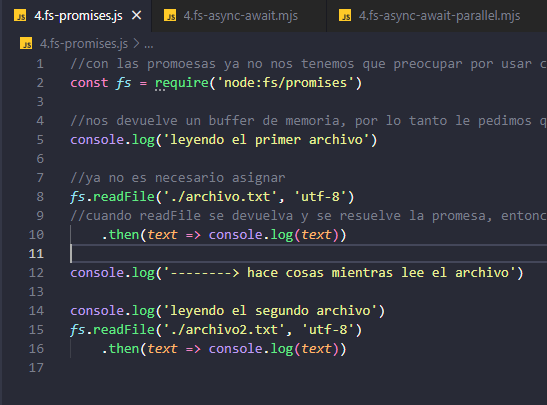 JS 4.fs-promises.js × JS 4.fs-async-await.mjs JS 4.fs-async-await-parallel.mjs
JS 4.fs-promises.js > ...
1 //con las promoesas ya no nos tenemos que preocupar por usar c
2 const fs = require('node:fs/promises')
3
4 //nos devuelve un buffer de memoria, por lo tanto le pedimos q
5 console.log('leyendo el primer archivo')
6
7 //ya no es necesario asignar
8 fs.readFile('./archivo.txt', 'utf-8')
9 //cuando readFile se devuelva y se resuelve la promesa, entonc
10 .then(text => console.log(text))
11
12 console.log('--------> hace cosas mientras lee el archivo')
13
14 console.log('leyendo el segundo archivo')
15 fs.readFile('./archivo2.txt', 'utf-8')
16 .then(text => console.log(text))
17